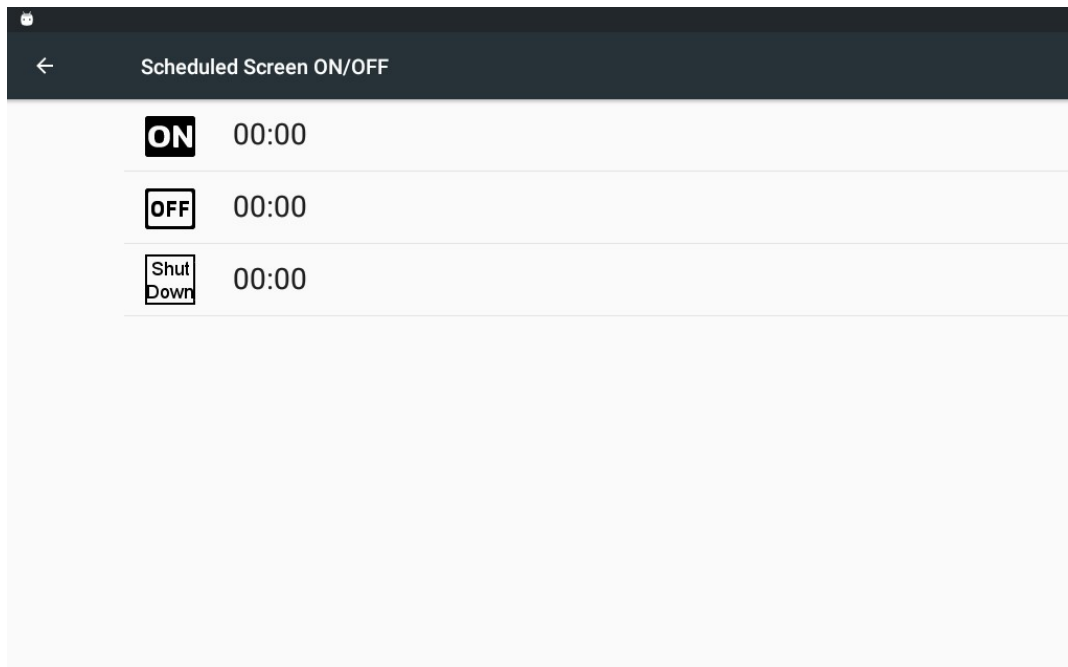 Scheduled Screen ON/OFF
ON 00:00
OFF 00:00
Shut
Down 00:00